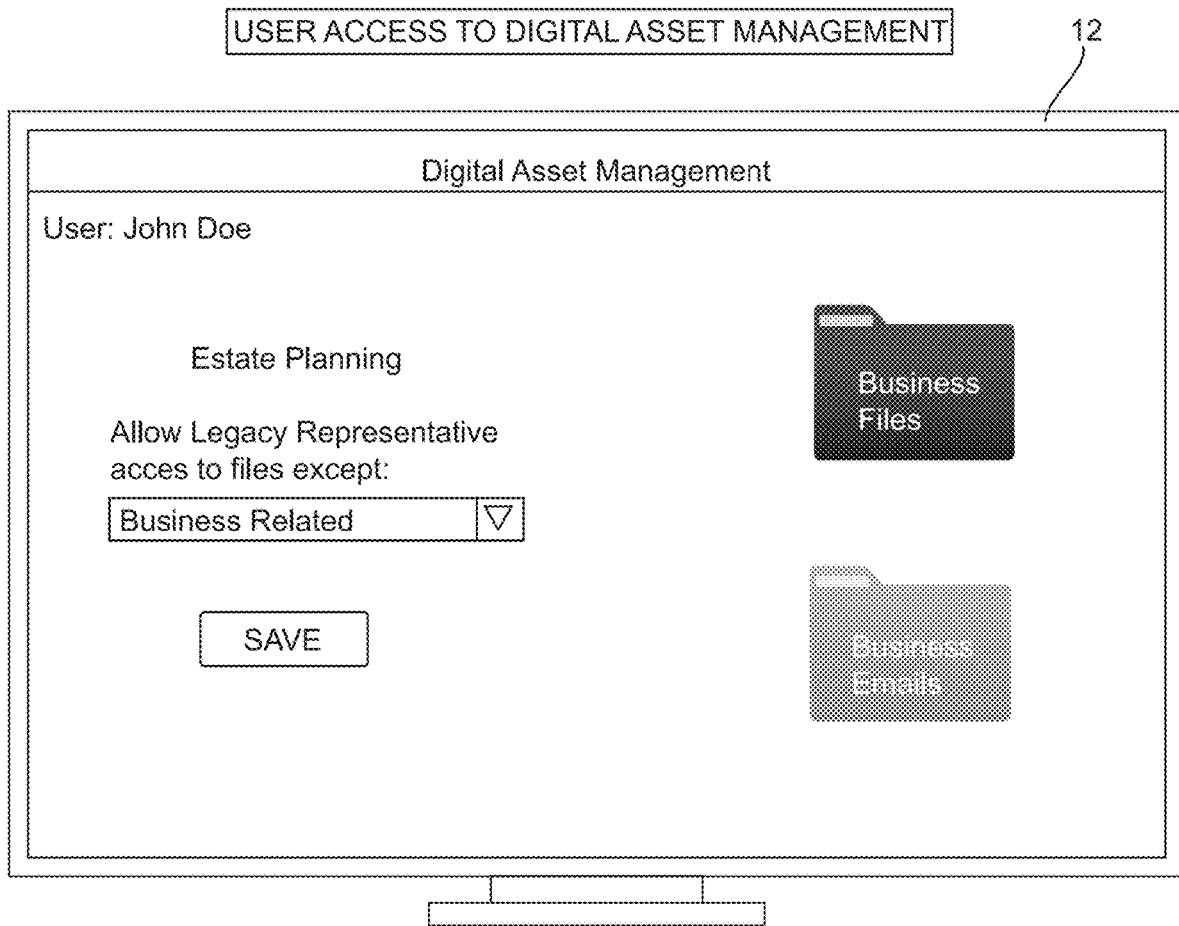 USER ACCESS TO DIGITAL ASSET MANAGEMENT
12
Digital Asset Management
User: John Doe
Estate Planning
Allow Legacy Representative
acces to files except:
Business Related
SAVE
Business
Files
Business
Emails